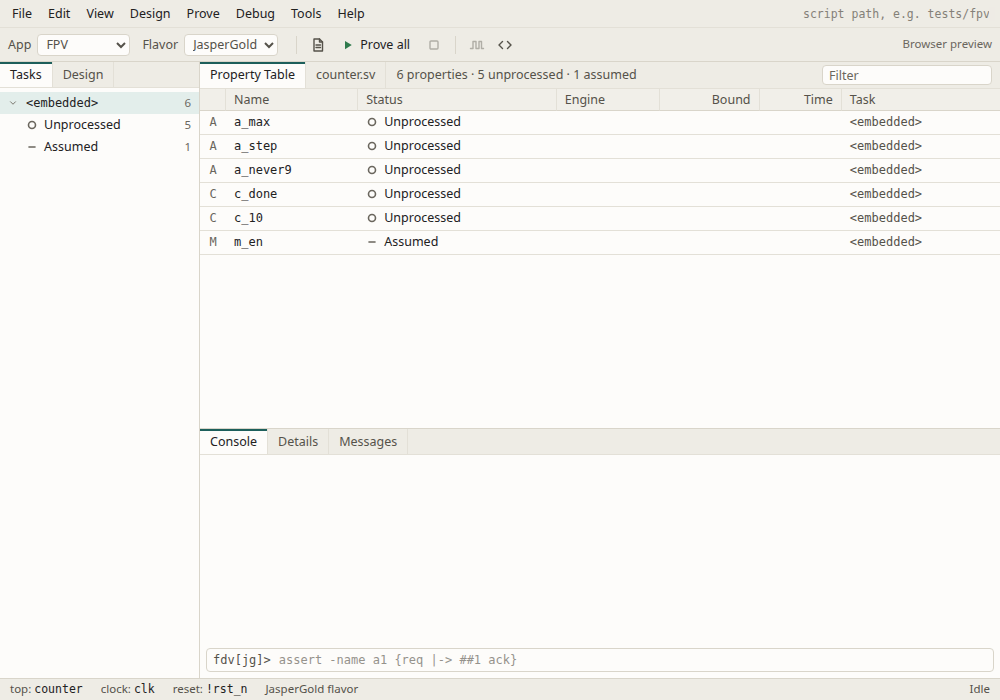 File Edit View Design Prove Debug Tools Help script path, e.g. tests/fpv
App FPV Flavor JasperGold Prove all Browser preview
Tasks Design Property Table counter.sv 6 properties · 5 unprocessed · 1 assumed Filter
<embedded> 6
Unprocessed 5
Assumed 1
Name Status Engine Bound Time Task
A a_max Unprocessed <embedded>
A a_step Unprocessed <embedded>
A a_never9 Unprocessed <embedded>
C c_done Unprocessed <embedded>
C c_10 Unprocessed <embedded>
M m_en Assumed <embedded>
Console Details Messages
fdv[jg]> assert -name a1 {req |-> ##1 ack}
top: counter clock: clk reset: !rst_n JasperGold flavor Idle